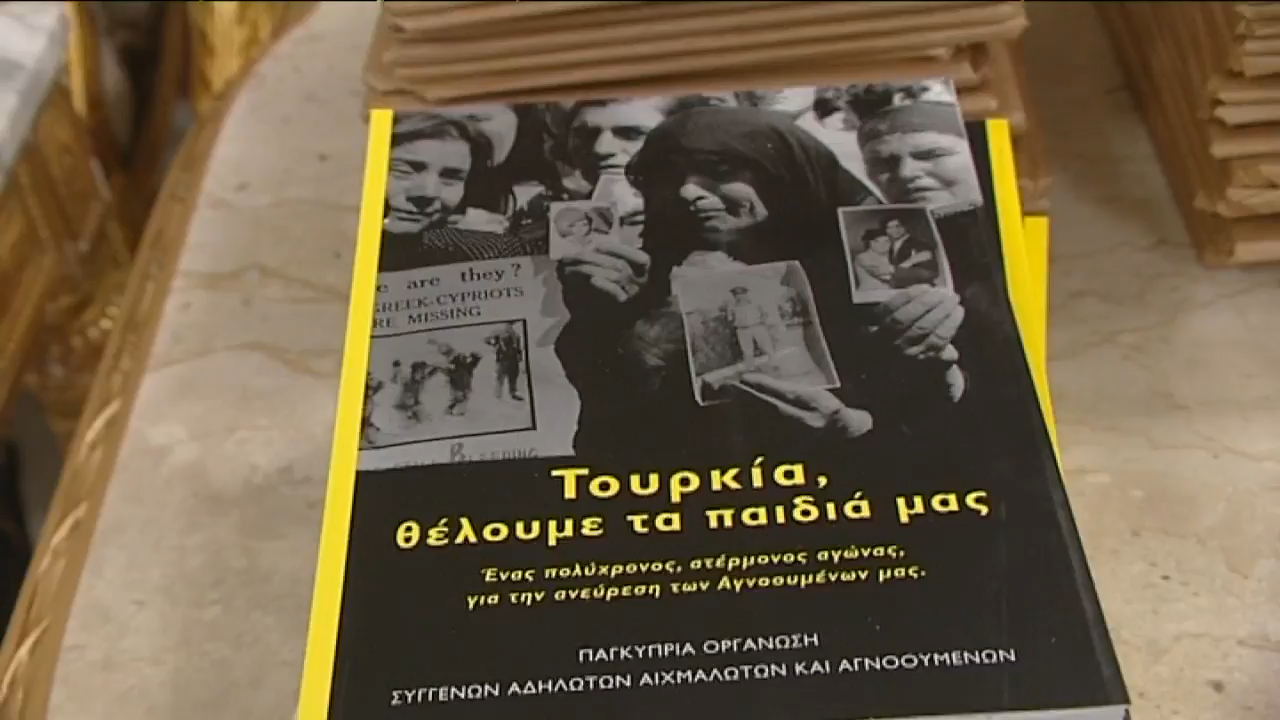 e are they?
GREEK-CYPRIOTS
RE MISSING
BLEEDING
Τουρκία,
θέλουμε τα παιδιά μας
Ένας πολύχρονος, ατέρμονος αγώνας,
για την ανεύρεση των Αγνοουμένων μας.
ΠΑΓΚΥΠΡΙΑ ΟΡΓΑΝΩΣΗ
ΣΥΓΓΕΝΩΝ ΑΔΗΛΩΤΩΝ ΑΙΧΜΑΛΩΤΩΝ ΚΑΙ ΑΓΝΟΟΥΜΕΝΩΝ